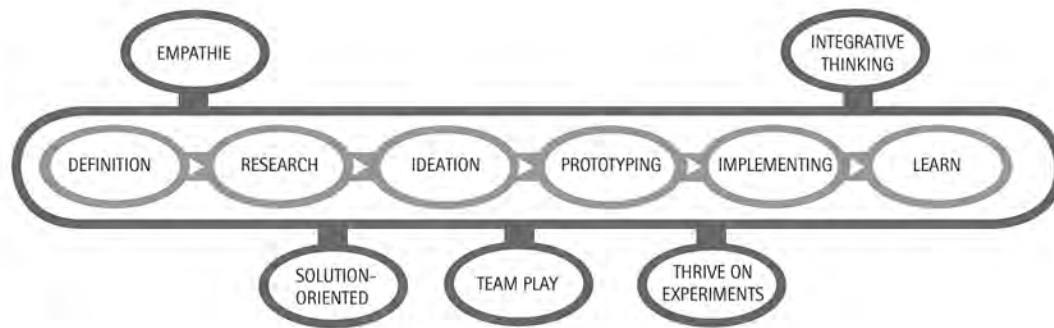 EMPATHIE
INTEGRATIVE
THINKING
DEFINITION
RESEARCH
IDEATION
PROTOTYPING
IMPLEMENTING
LEARN
SOLUTION-
ORIENTED
TEAM PLAY
THRIVE ON
EXPERIMENTS